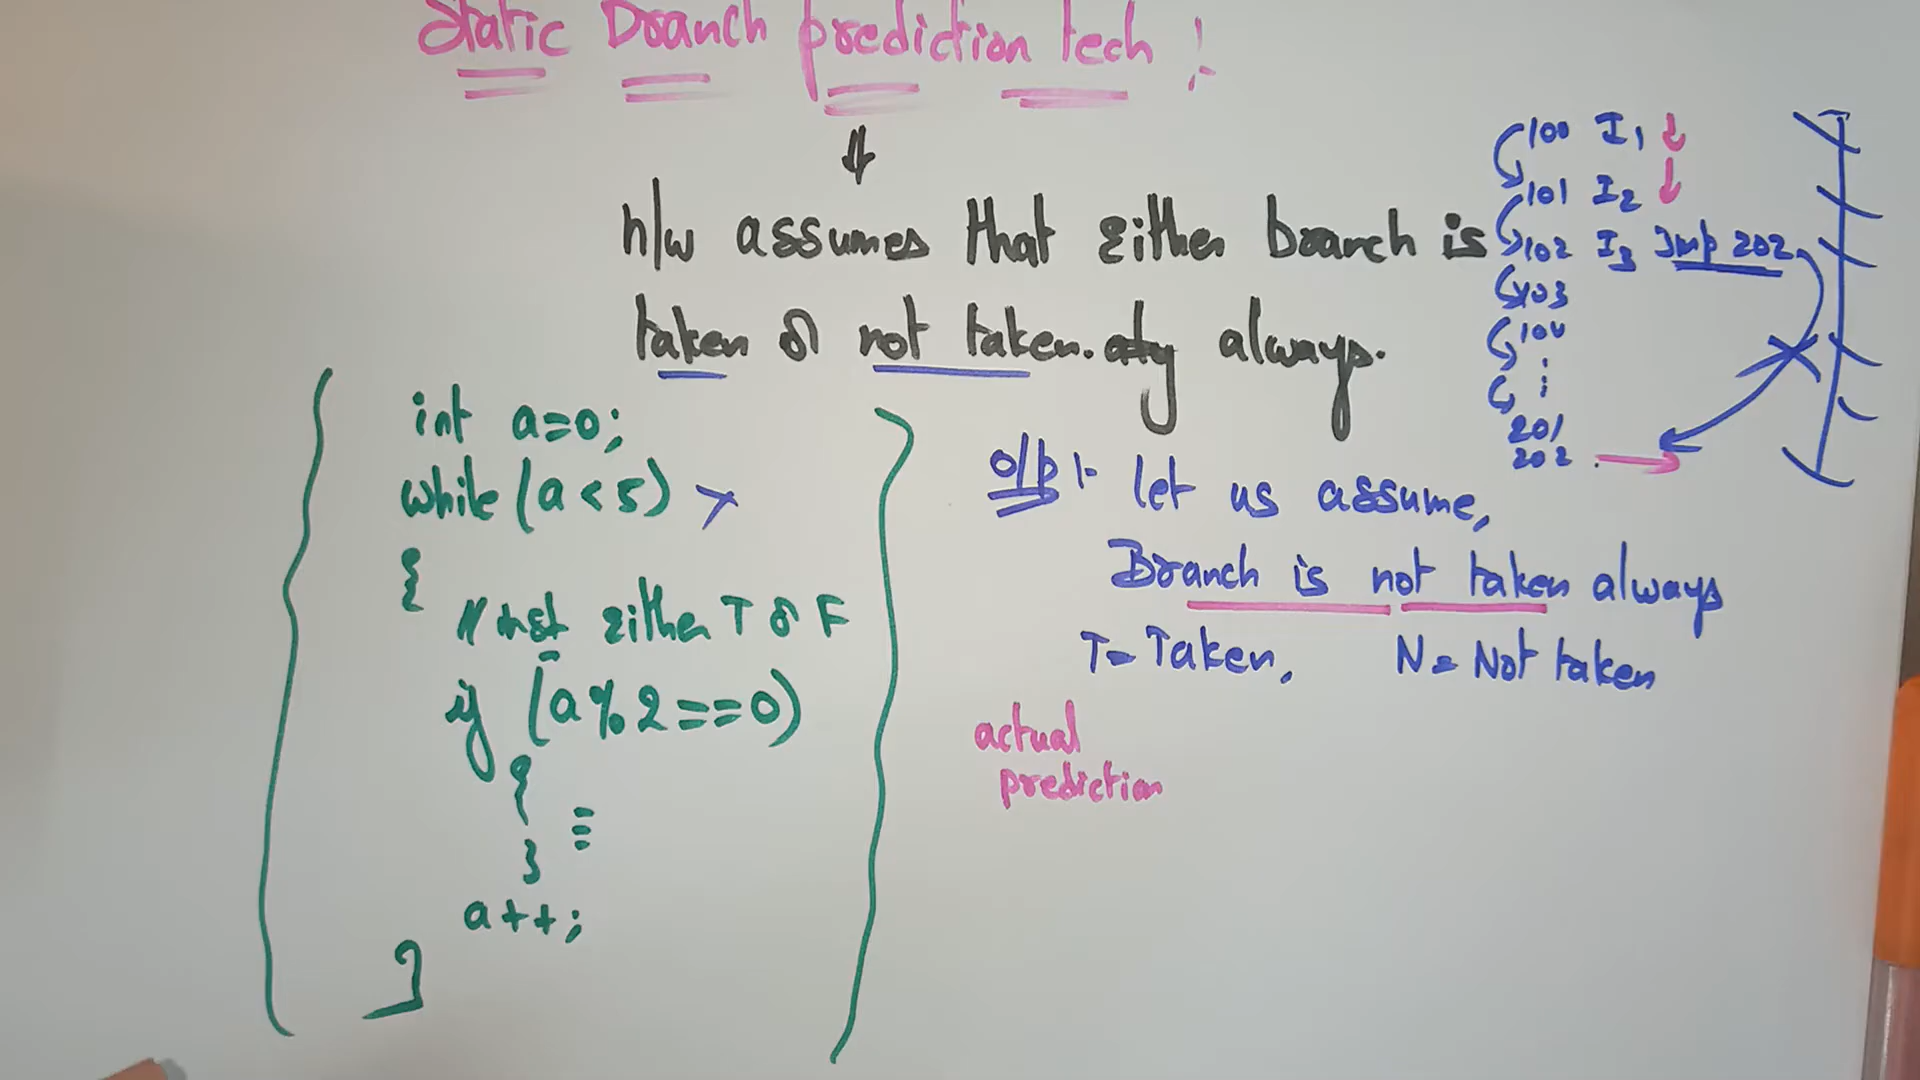 Static Branch prediction tech :-
h/w assumes that either branch is
taken or not taken. always.
100 I1
101 I2
102 I3 Jmp 202
103
104
201
202
int a=0;
while (a<5)
{
// inst either T or F
if (a%2==0)
{
}
a++;
}
o/p :- let us assume,
Branch is not taken always
T = Taken, N = Not taken
actual
prediction